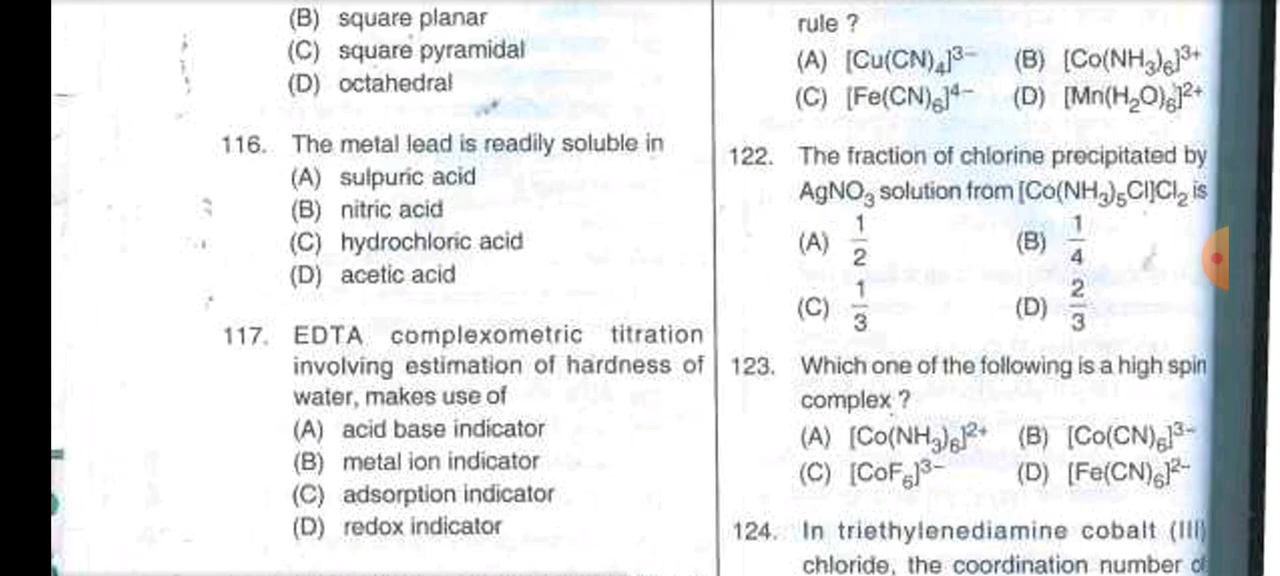 (B) square planar
(C) square pyramidal
(D) octahedral
116. The metal lead is readily soluble in
(A) sulpuric acid
(B) nitric acid
(C) hydrochloric acid
(D) acetic acid
117. EDTA complexometric titration
involving estimation of hardness of
water, makes use of
(A) acid base indicator
(B) metal ion indicator
(C) adsorption indicator
(D) redox indicator
rule ?
(A) [Cu(CN)₄]³⁻ (B) [Co(NH₃)₆]³⁺
(C) [Fe(CN)₆]⁴⁻ (D) [Mn(H₂O)₆]²⁺
122. The fraction of chlorine precipitated by
AgNO₃ solution from [Co(NH₃)₅Cl]Cl₂ is
(A) 1/2 (B) 1/4
(C) 1/3 (D) 2/3
123. Which one of the following is a high spin
complex ?
(A) [Co(NH₃)₆]²⁺ (B) [Co(CN)₆]³⁻
(C) [CoF₆]³⁻ (D) [Fe(CN)₆]²⁻
124. In triethylenediamine cobalt (III)
chloride, the coordination number of